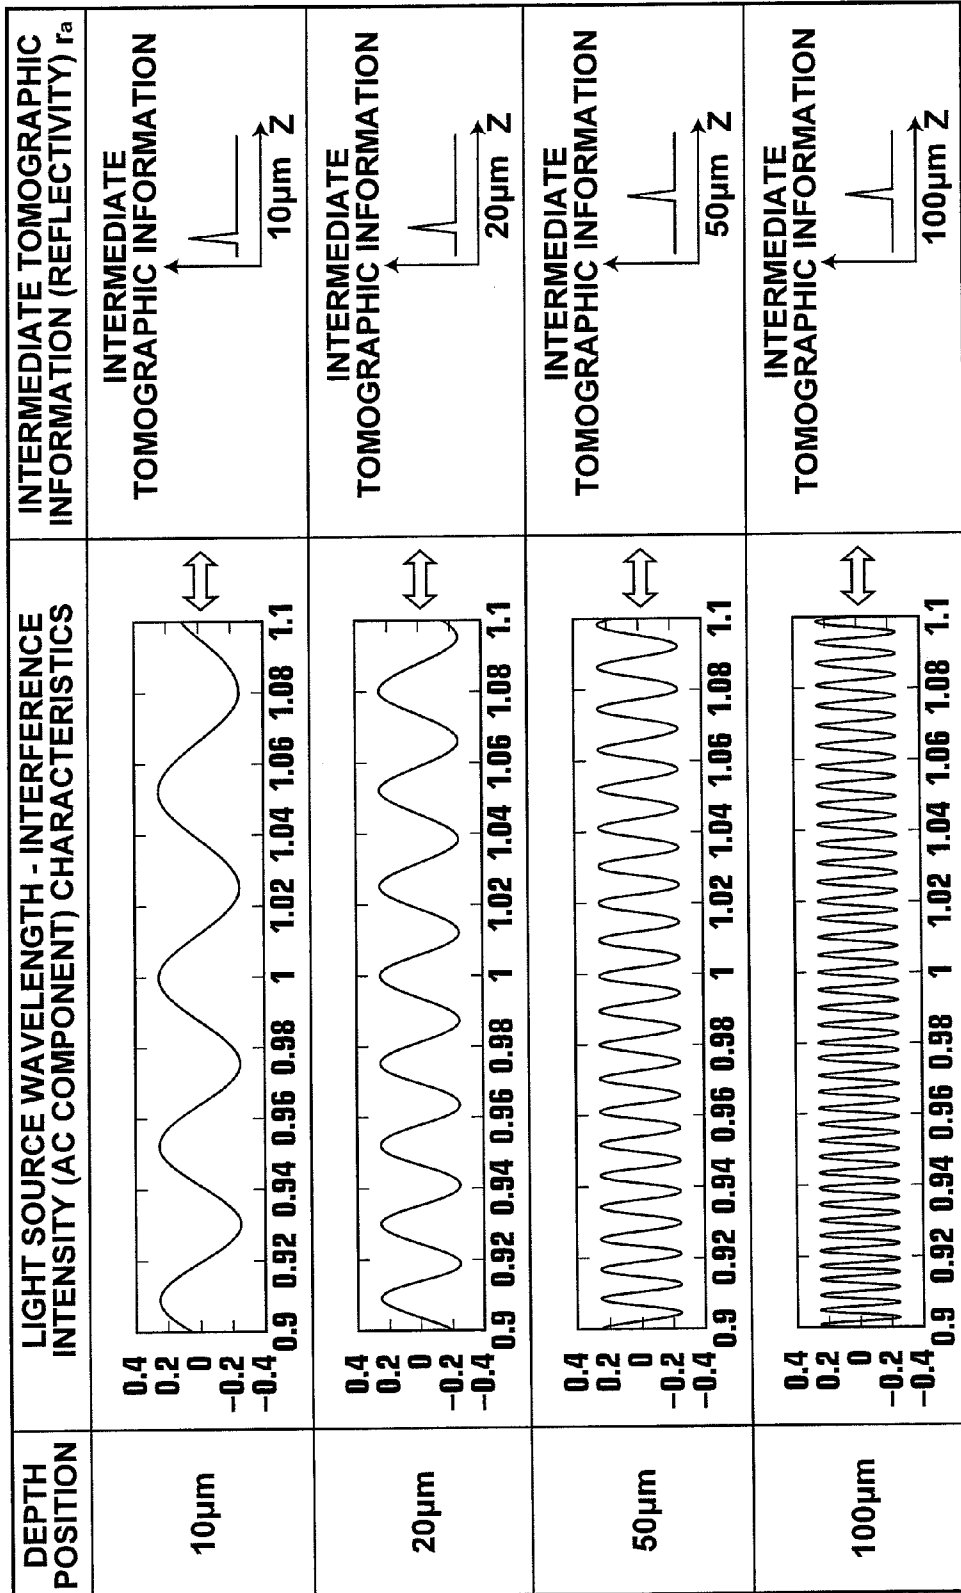 DEPTH
POSITION
LIGHT SOURCE WAVELENGTH - INTERFERENCE
INTENSITY (AC COMPONENT) CHARACTERISTICS
INTERMEDIATE TOMOGRAPHIC
INFORMATION (REFLECTIVITY) ra
10μm
0.4
0.2
0
-0.2
-0.4
0.9 0.92 0.94 0.96 0.98 1 1.02 1.04 1.06 1.08 1.1
INTERMEDIATE
TOMOGRAPHIC INFORMATION
10μm Z
20μm
0.4
0.2
0
-0.2
-0.4
0.9 0.92 0.94 0.96 0.98 1 1.02 1.04 1.06 1.08 1.1
INTERMEDIATE
TOMOGRAPHIC INFORMATION
20μm Z
50μm
0.4
0.2
0
-0.2
-0.4
0.9 0.92 0.94 0.96 0.98 1 1.02 1.04 1.06 1.08 1.1
INTERMEDIATE
TOMOGRAPHIC INFORMATION
50μm Z
100μm
0.4
0.2
0
-0.2
-0.4
0.9 0.92 0.94 0.96 0.98 1 1.02 1.04 1.06 1.08 1.1
INTERMEDIATE
TOMOGRAPHIC INFORMATION
100μm Z